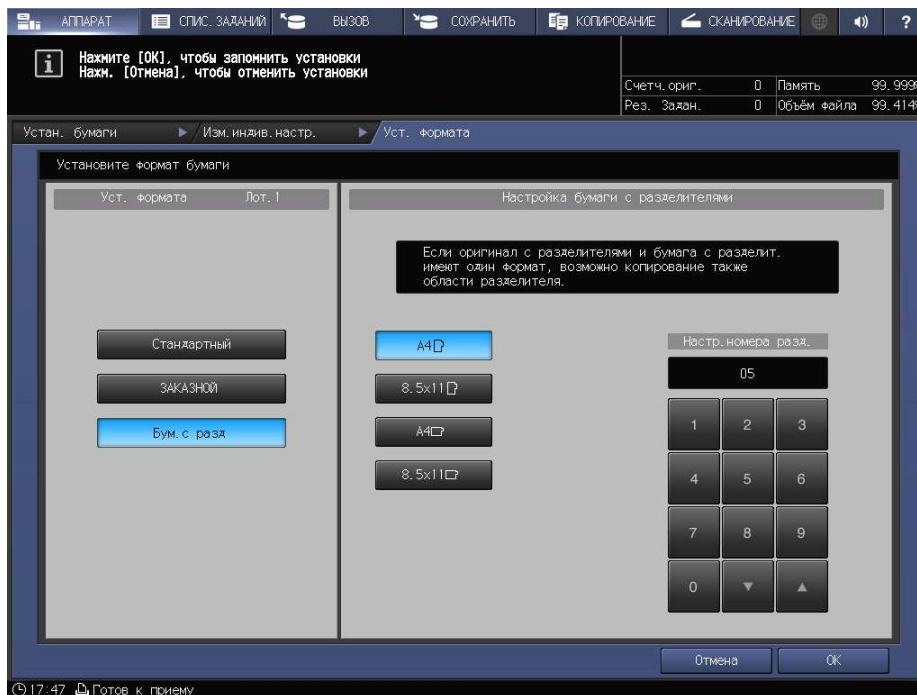 АППАРАТ СПИС. ЗАДАНИЙ ВЫЗОВ СОХРАНИТЬ КОПИРОВАНИЕ СКАНИРОВАНИЕ ?
Нажмите [ОК], чтобы запомнить установки
Нажм. [Отмена], чтобы отменить установки
Счетч.ориг. 0 Память 99.999%
Рез. Задан. 0 Объём файла 99.414%
Устан. бумаги Изм.индив.настр. Уст. формата
Установите формат бумаги
Уст. формата Лот.1
Настройка бумаги с разделителями
Если оригинал с разделителями и бумага с разделит.
имеют один формат, возможно копирование также
области разделителя.
Стандартный
ЗАКАЗНОЙ
Бум.с разд
A4
8.5x11
A4
8.5x11
Настр.номера разд.
05
1 2 3
4 5 6
7 8 9
0
Отмена OK
17:47 Готов к приему